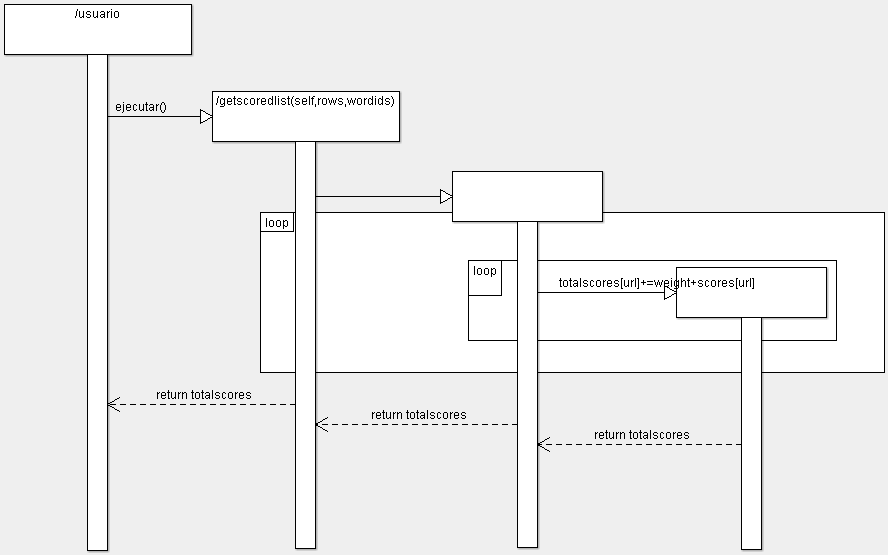 /usuario
ejecutar()
/getscoredlist(self,rows,wordids)
loop
loop
totalscores[url]+=weight+scores[url]
return totalscores
return totalscores
return totalscores